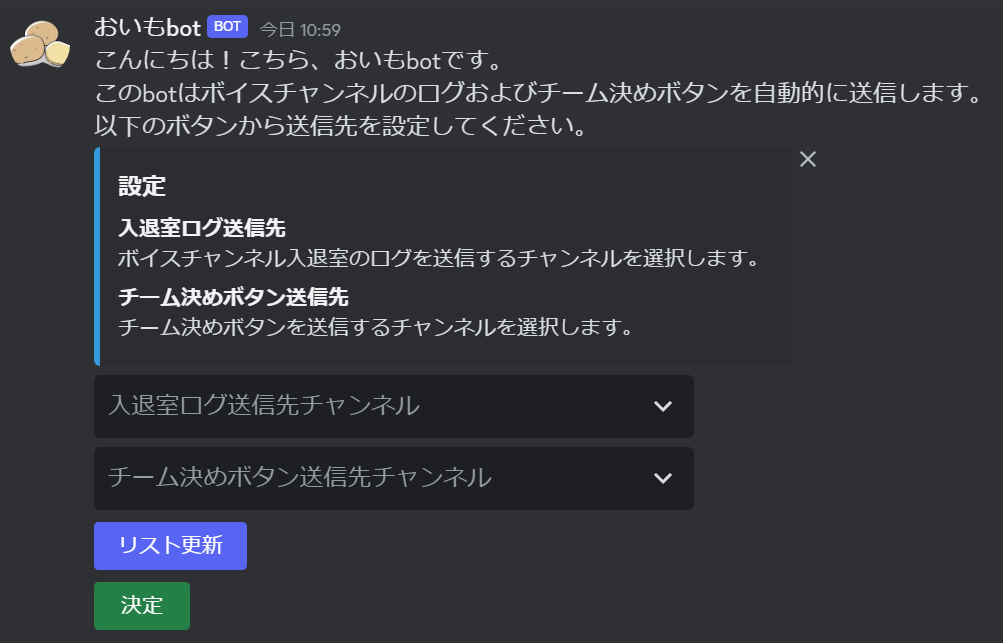 おいもbot BOT 今日 10:59
こんにちは！こちら、おいもbotです。
このbotはボイスチャンネルのログおよびチーム決めボタンを自動的に送信します。
以下のボタンから送信先を設定してください。
設定
入退室ログ送信先
ボイスチャンネル入退室のログを送信するチャンネルを選択します。
チーム決めボタン送信先
チーム決めボタンを送信するチャンネルを選択します。
入退室ログ送信先チャンネル
チーム決めボタン送信先チャンネル
リスト更新
決定